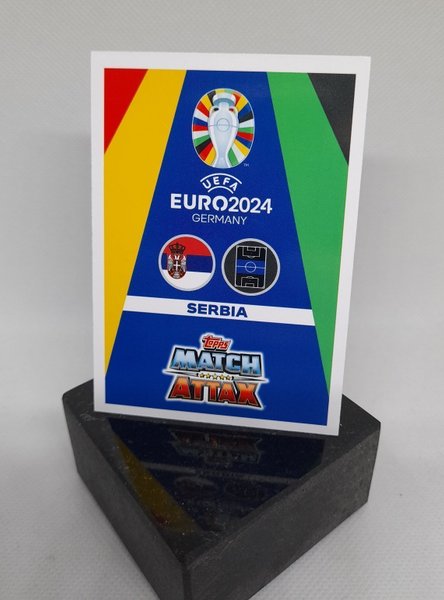 UEFA
EURO2024
GERMANY
SERBIA
Topps
MATCH
ATTAX